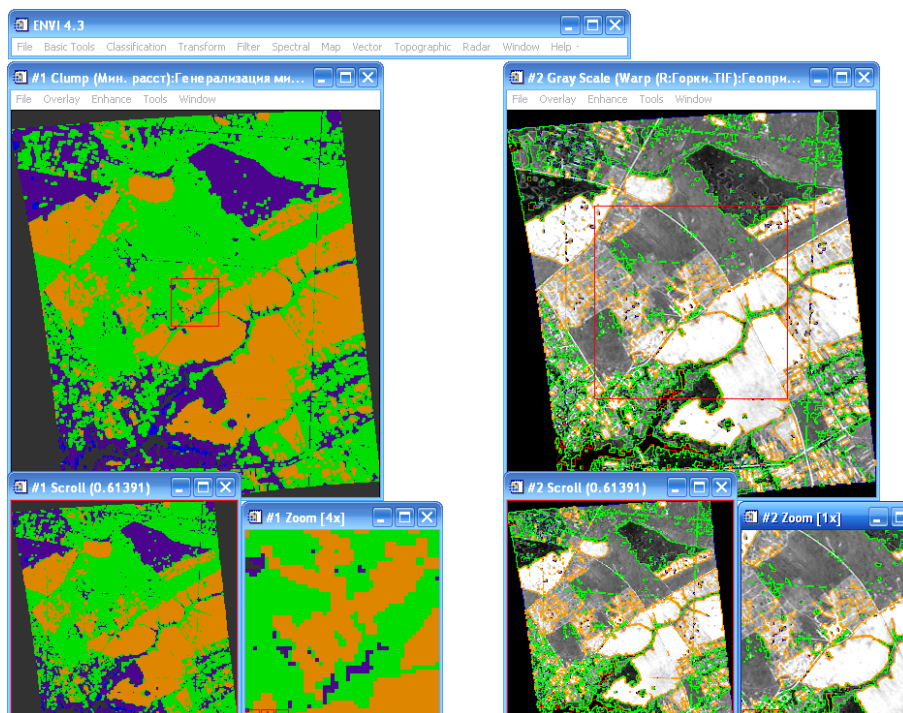 ENVI 4.3
File Basic Tools Classification Transform Filter Spectral Map Vector Topographic Radar Window Help
#1 Clump (Мин. расст):Генерализация ми...
File Overlay Enhance Tools Window
#2 Gray Scale (Warp (R:Горки.TIF):Геопри...
File Overlay Enhance Tools Window
#1 Scroll (0.61391)
#1 Zoom [4x]
#2 Scroll (0.61391)
#2 Zoom [1x]